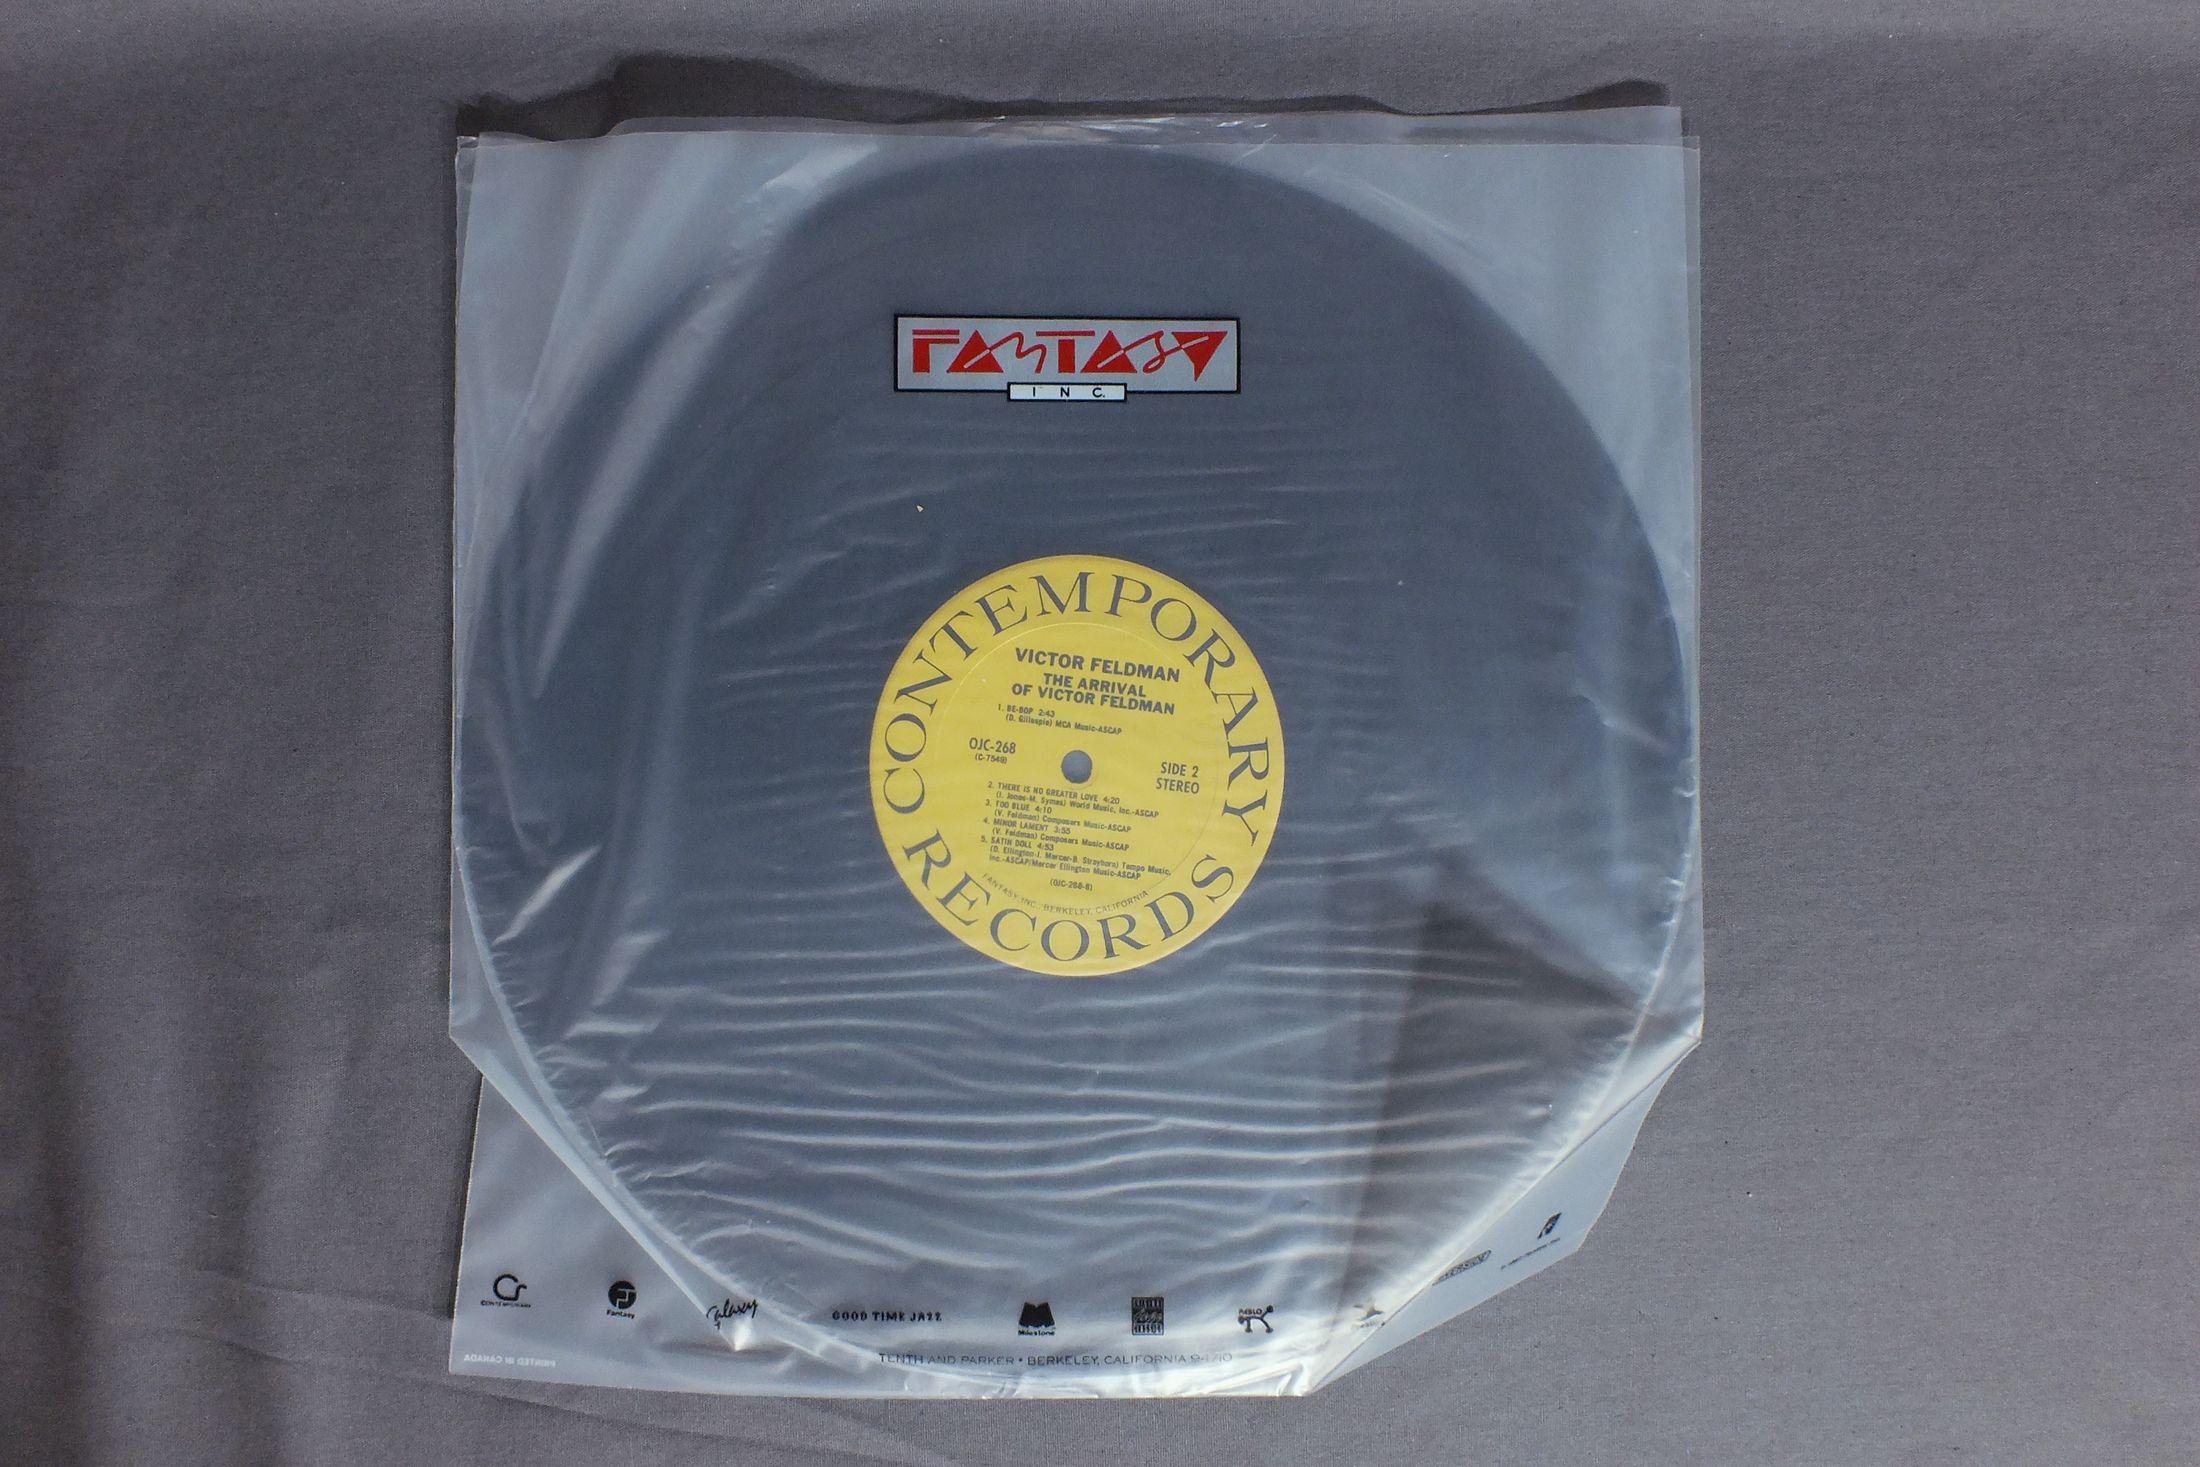 FANTASY
INC.
CONTEMPORARY RECORDS
VICTOR FELDMAN
THE ARRIVAL
OF VICTOR FELDMAN
1. BE-BOP 2:43
(D. Gillespie) MCA Music-ASCAP
OJC-268
(C-7549)
SIDE 2
STEREO
2. THERE IS NO GREATER LOVE 4:20
(I. Jones-M. Symes) World Music, Inc.-ASCAP
3. TOO BLUE 4:10
(V. Feldman) Composers Music-ASCAP
4. MINOR LAMENT 3:55
(V. Feldman) Composers Music-ASCAP
5. SATIN DOLL 4:53
(D. Ellington-J. Mercer-B. Strayhorn) Tempo Music,
Inc.-ASCAP/Mercer Ellington Music-ASCAP
(OJC-268-B)
FANTASY, INC., BERKELEY, CALIFORNIA
CONTEMPORARY
Fantasy
Galaxy
GOOD TIME JAZZ
Milestone
PABLO
TENTH AND PARKER • BERKELEY, CALIFORNIA 94710
PRINTED IN CANADA